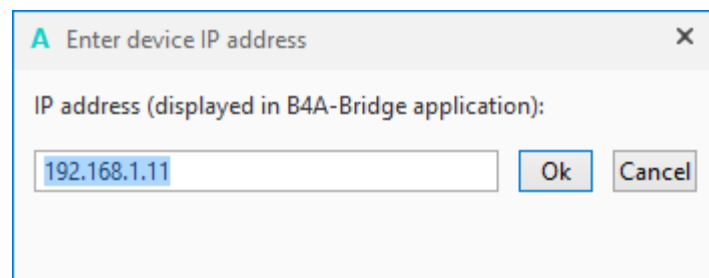 A Enter device IP address
IP address (displayed in B4A-Bridge application):
192.168.1.11 Ok Cancel